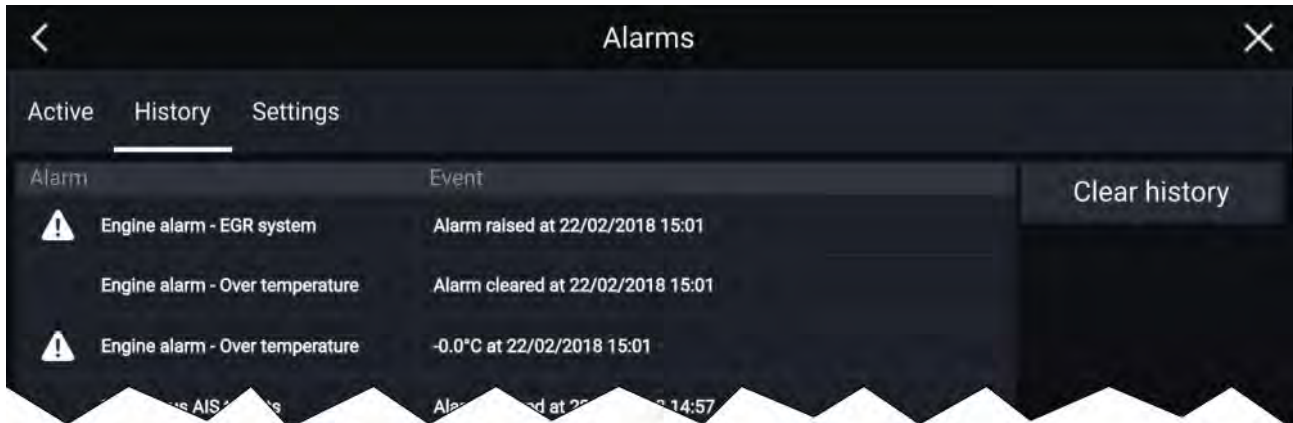 Alarms
Active History Settings
Alarm Event
Clear history
Engine alarm - EGR system Alarm raised at 22/02/2018 15:01
Engine alarm - Over temperature Alarm cleared at 22/02/2018 15:01
Engine alarm - Over temperature -0.0°C at 22/02/2018 15:01
AIS at 14:57